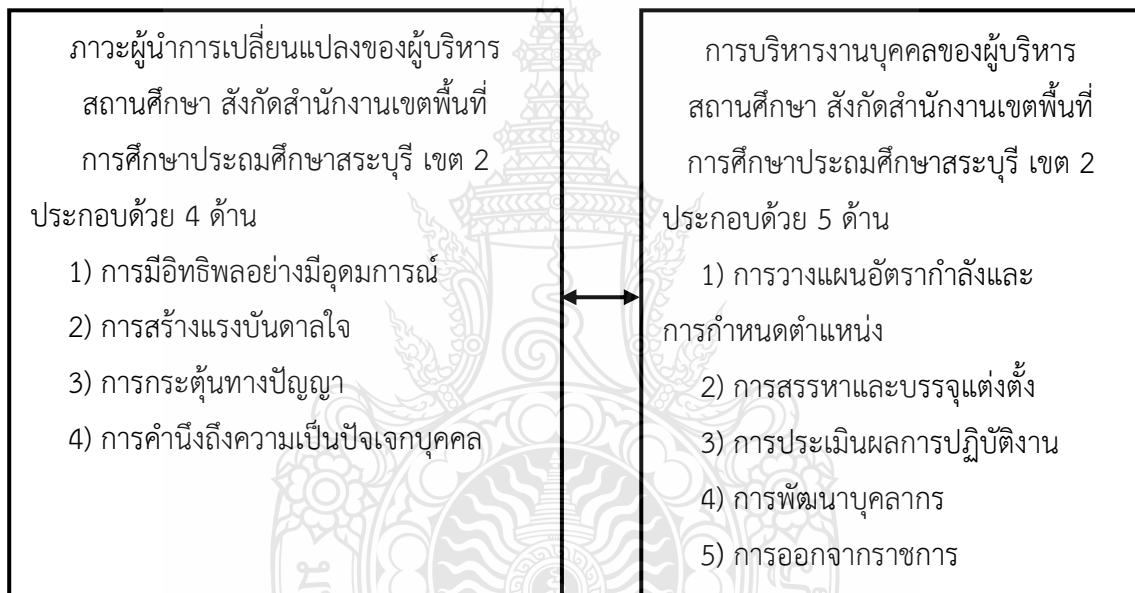 ภาวะผู้นำการเปลี่ยนแปลงของผู้บริหาร
สถานศึกษา สังกัดสำนักงานเขตพื้นที่
การศึกษาประถมศึกษาสระบุรี เขต 2
ประกอบด้วย 4 ด้าน
1) การมีอิทธิพลอย่างมีอุดมการณ์
2) การสร้างแรงบันดาลใจ
3) การกระตุ้นทางปัญญา
4) การคำนึงถึงความเป็นปัจเจกบุคคล
การบริหารงานบุคคลของผู้บริหาร
สถานศึกษา สังกัดสำนักงานเขตพื้นที่
การศึกษาประถมศึกษาสระบุรี เขต 2
ประกอบด้วย 5 ด้าน
1) การวางแผนอัตรากำลังและ
การกำหนดตำแหน่ง
2) การสรรหาและบรรจุแต่งตั้ง
3) การประเมินผลการปฏิบัติงาน
4) การพัฒนาบุคลากร
5) การออกจากราชการ